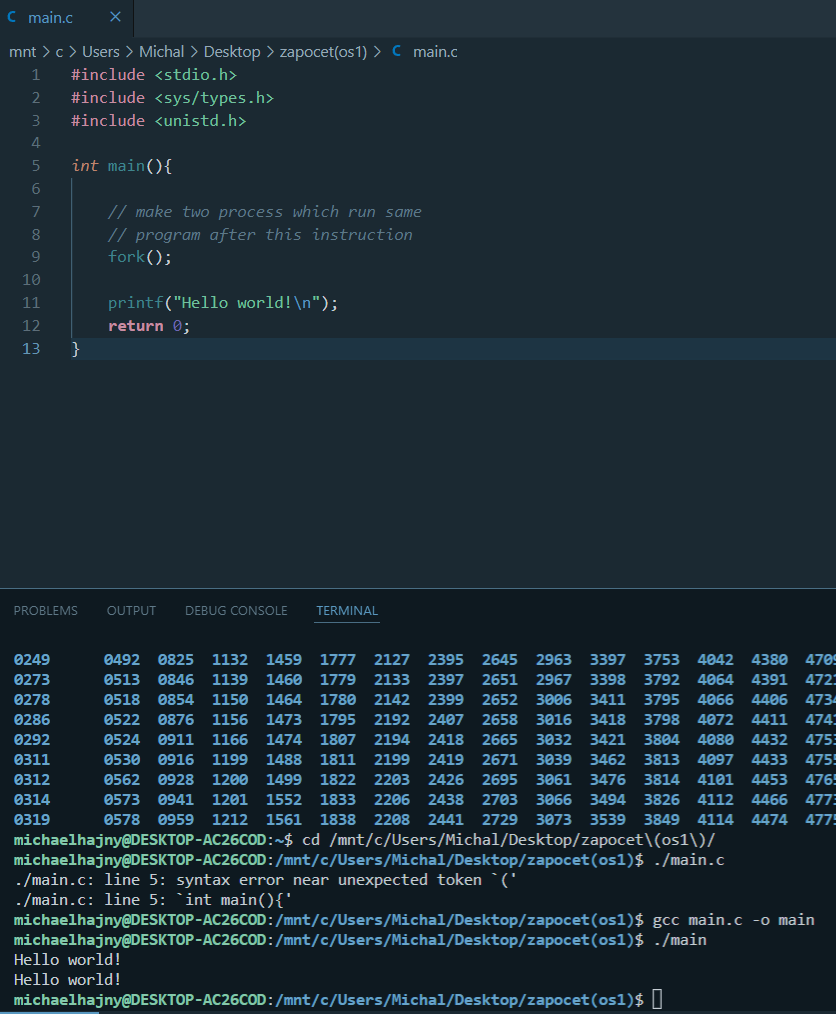 C main.c ×
mnt > c > Users > Michal > Desktop > zapocet(os1) > C main.c
1 #include <stdio.h>
2 #include <sys/types.h>
3 #include <unistd.h>
4
5 int main(){
6
7 // make two process which run same
8 // program after this instruction
9 fork();
10
11 printf("Hello world!\n");
12 return 0;
13 }
PROBLEMS OUTPUT DEBUG CONSOLE TERMINAL
0249 0492 0825 1132 1459 1777 2127 2395 2645 2963 3397 3753 4042 4380 4709
0273 0513 0846 1139 1460 1779 2133 2397 2651 2967 3398 3792 4064 4391 472
0278 0518 0854 1150 1464 1780 2142 2399 2652 3006 3411 3795 4066 4406 473
0286 0522 0876 1156 1473 1795 2192 2407 2658 3016 3418 3798 4072 4411 474
0292 0524 0911 1166 1474 1807 2194 2418 2665 3032 3421 3804 4080 4432 475
0311 0530 0916 1199 1488 1811 2199 2419 2671 3039 3462 3813 4097 4433 475
0312 0562 0928 1200 1499 1822 2203 2426 2695 3061 3476 3814 4101 4453 476
0314 0573 0941 1201 1552 1833 2206 2438 2703 3066 3494 3826 4112 4466 477
0319 0578 0959 1212 1561 1838 2208 2441 2729 3073 3539 3849 4114 4474 477
michaelhajny@DESKTOP-AC26COD:~$ cd /mnt/c/Users/Michal/Desktop/zapocet\(os1\)/
michaelhajny@DESKTOP-AC26COD:/mnt/c/Users/Michal/Desktop/zapocet(os1)$ ./main.c
./main.c: line 5: syntax error near unexpected token `('
./main.c: line 5: `int main(){'
michaelhajny@DESKTOP-AC26COD:/mnt/c/Users/Michal/Desktop/zapocet(os1)$ gcc main.c -o main
michaelhajny@DESKTOP-AC26COD:/mnt/c/Users/Michal/Desktop/zapocet(os1)$ ./main
Hello world!
Hello world!
michaelhajny@DESKTOP-AC26COD:/mnt/c/Users/Michal/Desktop/zapocet(os1)$